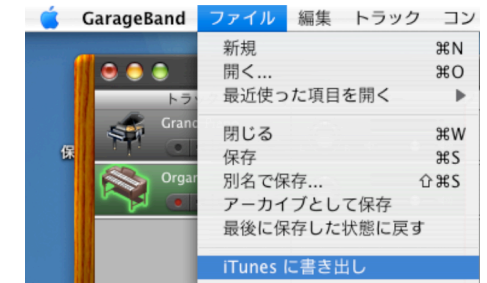 GarageBand ファイル 編集 トラック コン
新規 ⌘N
開く... ⌘O
最近使った項目を開く ▶
閉じる ⌘W
保存 ⌘S
別名で保存... ⇧⌘S
アーカイブとして保存
最後に保存した状態に戻す
iTunes に書き出し
トラ
Grand
保
Organ